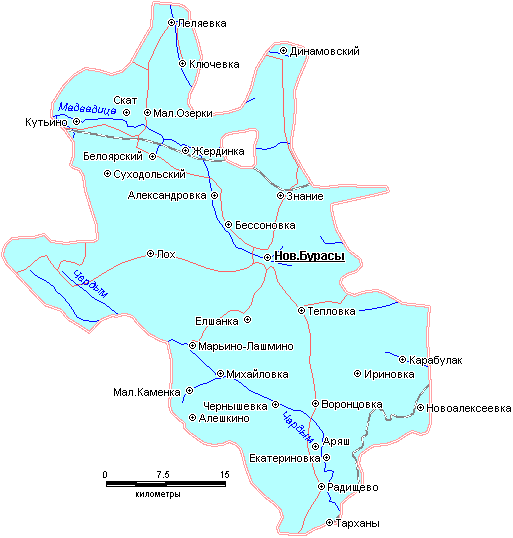 Леляевка
Динамовский
Ключевка
Скат
Медведица
Мал.Озерки
Кутьино
Жердинка
Белоярский
Суходольский
Александровка
Знание
Бессоновка
Лох
Нов.Бурасы
Чардым
Тепловка
Елшанка
Марьино-Лашмино
Карабулак
Михайловка
Ириновка
Мал.Каменка
Чернышевка
Воронцовка
Новоалексеевка
Алешкино
Чардым
Аряш
Екатериновка
0 7.5 15
километры
Радищево
Тарханы